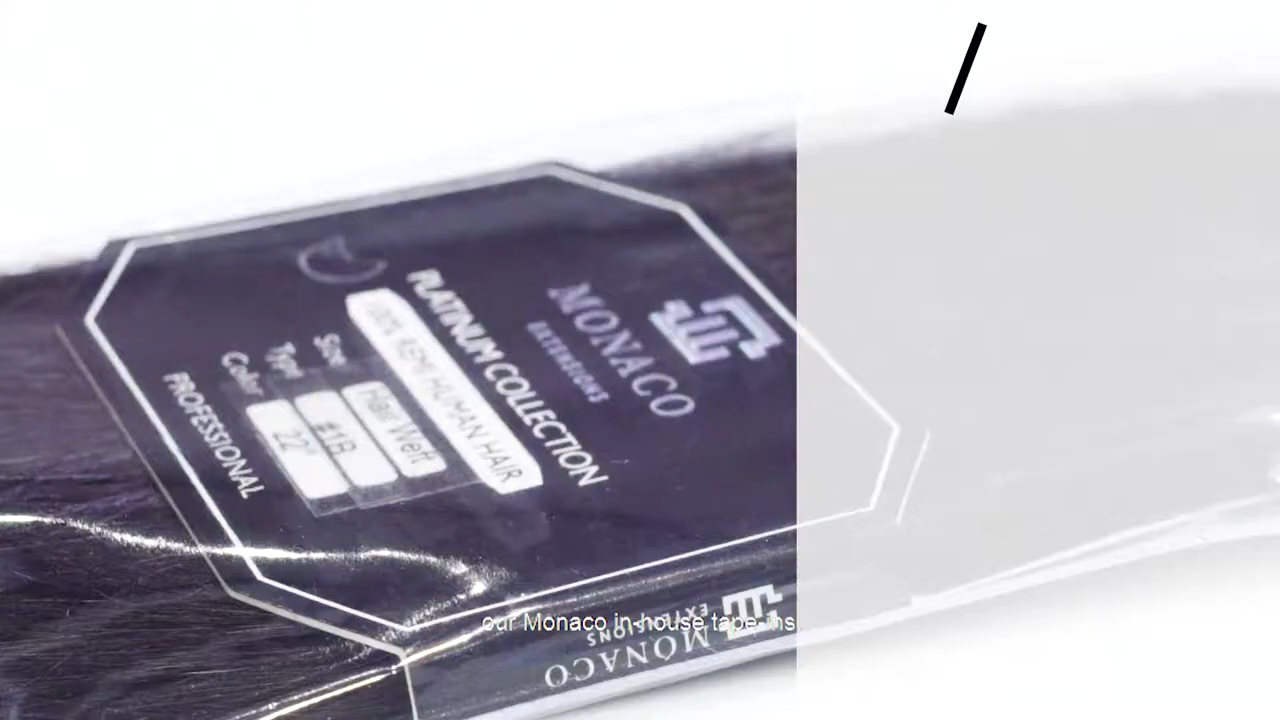 MONACO
EXTENSIONS
PLATINUM COLLECTION
100% REMI HUMAN HAIR
Size
Hair Weft
Type
#1B
Color
22"
PROFESSIONAL
our Monaco in-house tape-ins
MONACO
EXTENSIONS